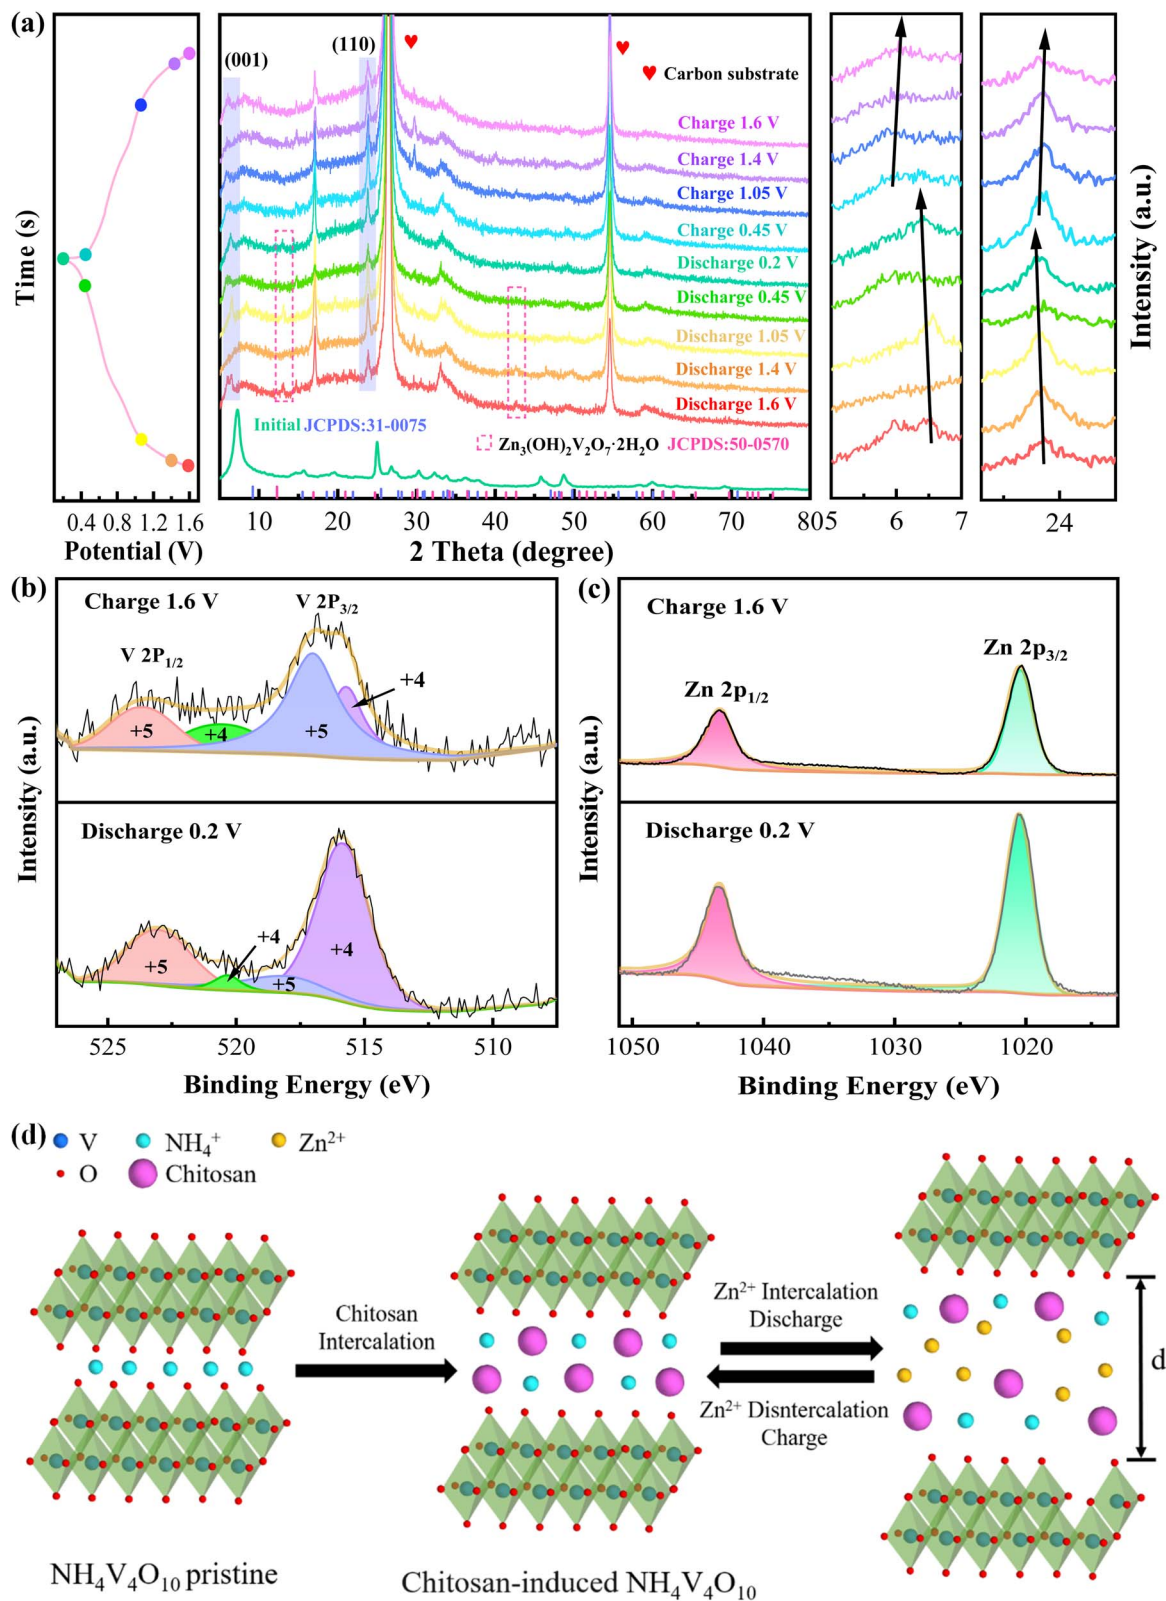 (a)
(001)
(110)
♥
♥
♥ Carbon substrate
Charge 1.6 V
Charge 1.4 V
Charge 1.05 V
Charge 0.45 V
Discharge 0.2 V
Discharge 0.45V
Discharge 1.05 V
Discharge 1.4 V
Discharge 1.6 V
Initial JCPDS:31-0075
Zn₃(OH)₂V₂O₇·2H₂O JCPDS:50-0570
Time (s)
Intensity (a.u.)
0.4 0.8 1.2 1.6
Potential (V)
10 20 30 40 50 60 70 80
2 Theta (degree)
5 6 7
24
(b)
Charge 1.6 V
V 2P₃/₂
V 2P₁/₂
+4
+5
+4
+5
Discharge 0.2 V
+4
+5
+5
+4
Intensity (a.u.)
525 520 515 510
Binding Energy (eV)
(c)
Charge 1.6 V
Zn 2p₃/₂
Zn 2p₁/₂
Discharge 0.2 V
Intensity (a.u.)
1050 1040 1030 1020
Binding Energy (eV)
(d)
V NH₄⁺ Zn²⁺
O Chitosan
Chitosan
Intercalation
Zn²⁺ Intercalation
Discharge
Zn²⁺ Disntercalation
Charge
d
NH₄V₄O₁₀ pristine
Chitosan-induced NH₄V₄O₁₀